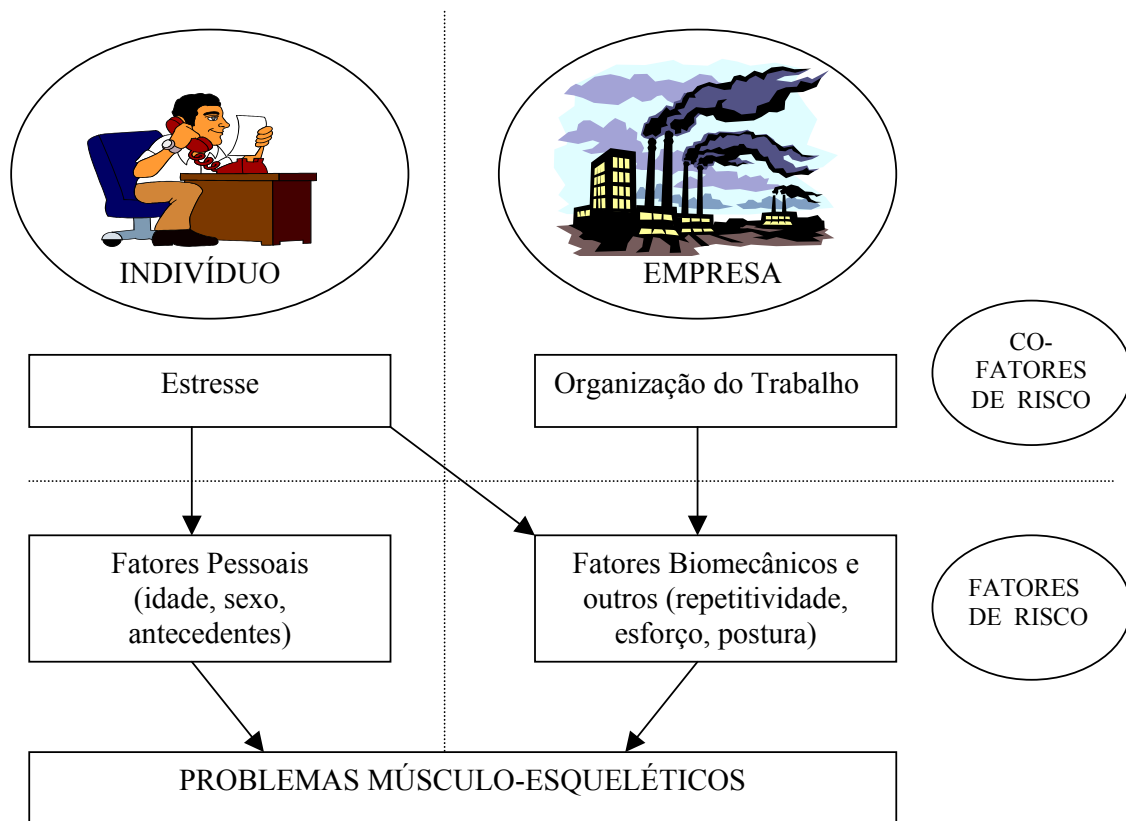 INDIVÍDUO
EMPRESA
Estresse
Organização do Trabalho
CO-
FATORES
DE RISCO
Fatores Pessoais
(idade, sexo,
antecedentes)
Fatores Biomecânicos e
outros (repetitividade,
esforço, postura)
FATORES
DE RISCO
PROBLEMAS MÚSCULO-ESQUELÉTICOS